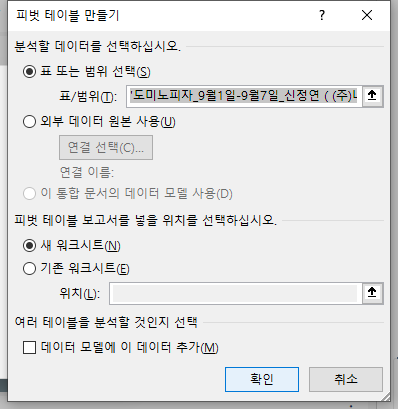 피벗 테이블 만들기
분석할 데이터를 선택하십시오.
표 또는 범위 선택(S)
표/범위(T): '도미노피자_9월1일-9월7일_신정연 ( (주)
외부 데이터 원본 사용(U)
연결 선택(C)...
연결 이름:
이 통합 문서의 데이터 모델 사용(D)
피벗 테이블 보고서를 넣을 위치를 선택하십시오.
새 워크시트(N)
기존 워크시트(E)
위치(L):
여러 테이블을 분석할 것인지 선택
데이터 모델에 이 데이터 추가(M)
확인 취소